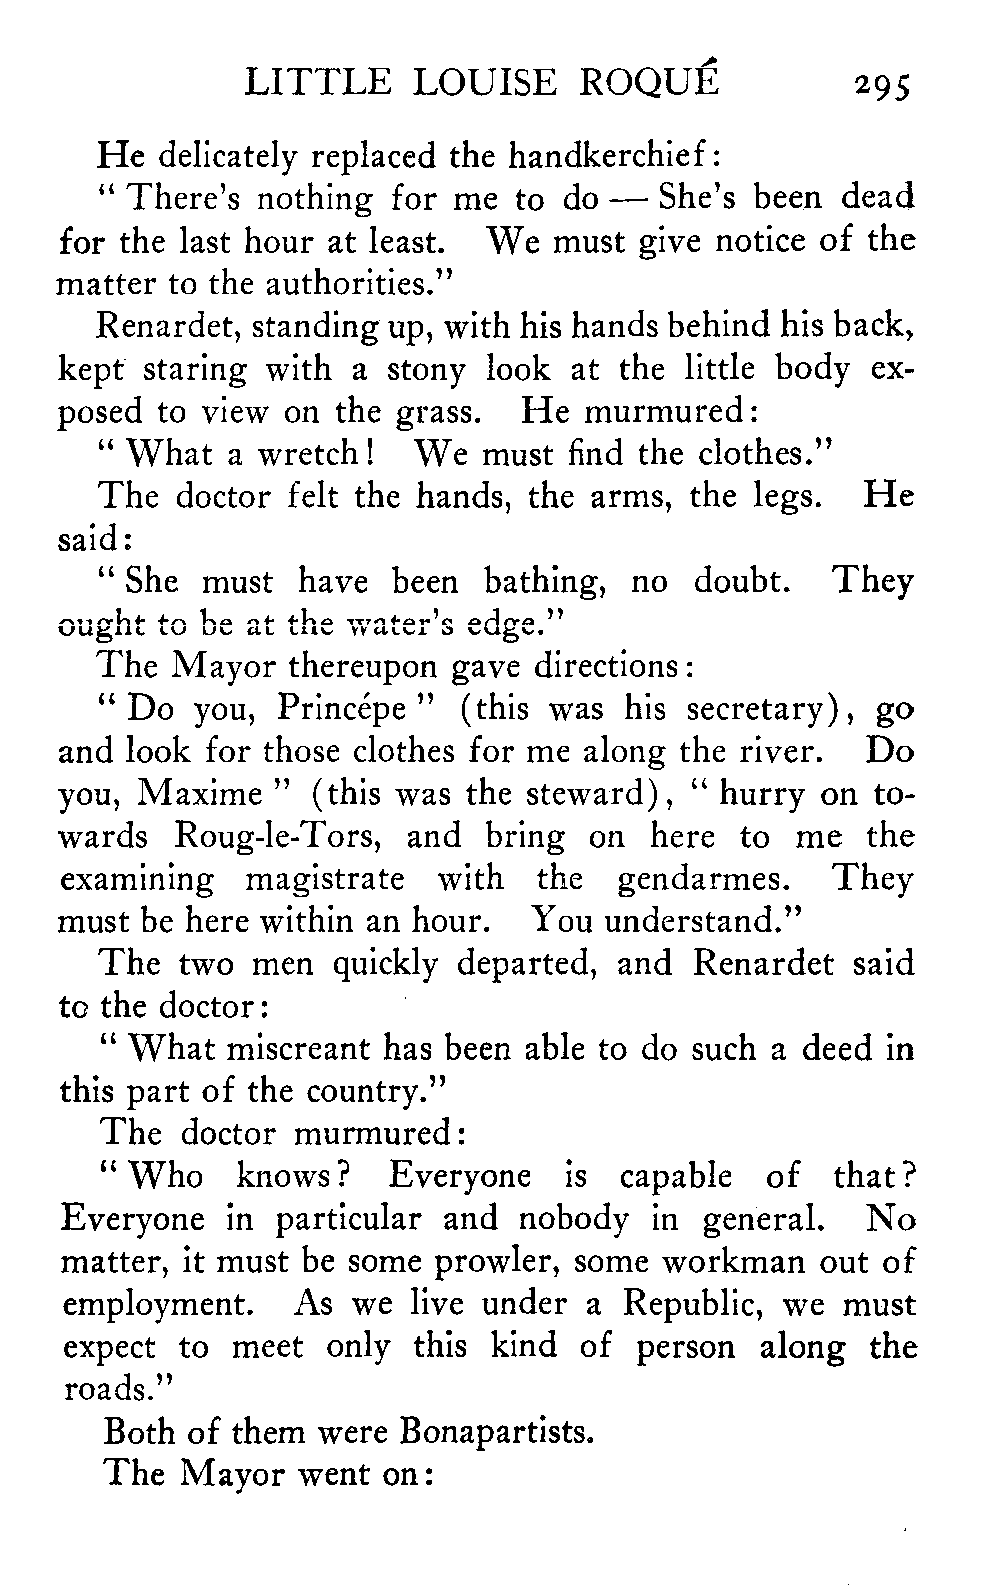 LITTLE LOUISE ROQUÉ 295
He delicately replaced the handkerchief:
" There's nothing for me to do — She's been dead
for the last hour at least. We must give notice of the
matter to the authorities."
Renardet, standing up, with his hands behind his back,
kept staring with a stony look at the little body ex-
posed to view on the grass. He murmured:
" What a wretch! We must find the clothes."
The doctor felt the hands, the arms, the legs. He
said:
" She must have been bathing, no doubt. They
ought to be at the water's edge."
The Mayor thereupon gave directions:
" Do you, Princépe " (this was his secretary), go
and look for those clothes for me along the river. Do
you, Maxime " (this was the steward), " hurry on to-
wards Roug-le-Tors, and bring on here to me the
examining magistrate with the gendarmes. They
must be here within an hour. You understand."
The two men quickly departed, and Renardet said
to the doctor:
" What miscreant has been able to do such a deed in
this part of the country."
The doctor murmured:
" Who knows? Everyone is capable of that?
Everyone in particular and nobody in general. No
matter, it must be some prowler, some workman out of
employment. As we live under a Republic, we must
expect to meet only this kind of person along the
roads."
Both of them were Bonapartists.
The Mayor went on: